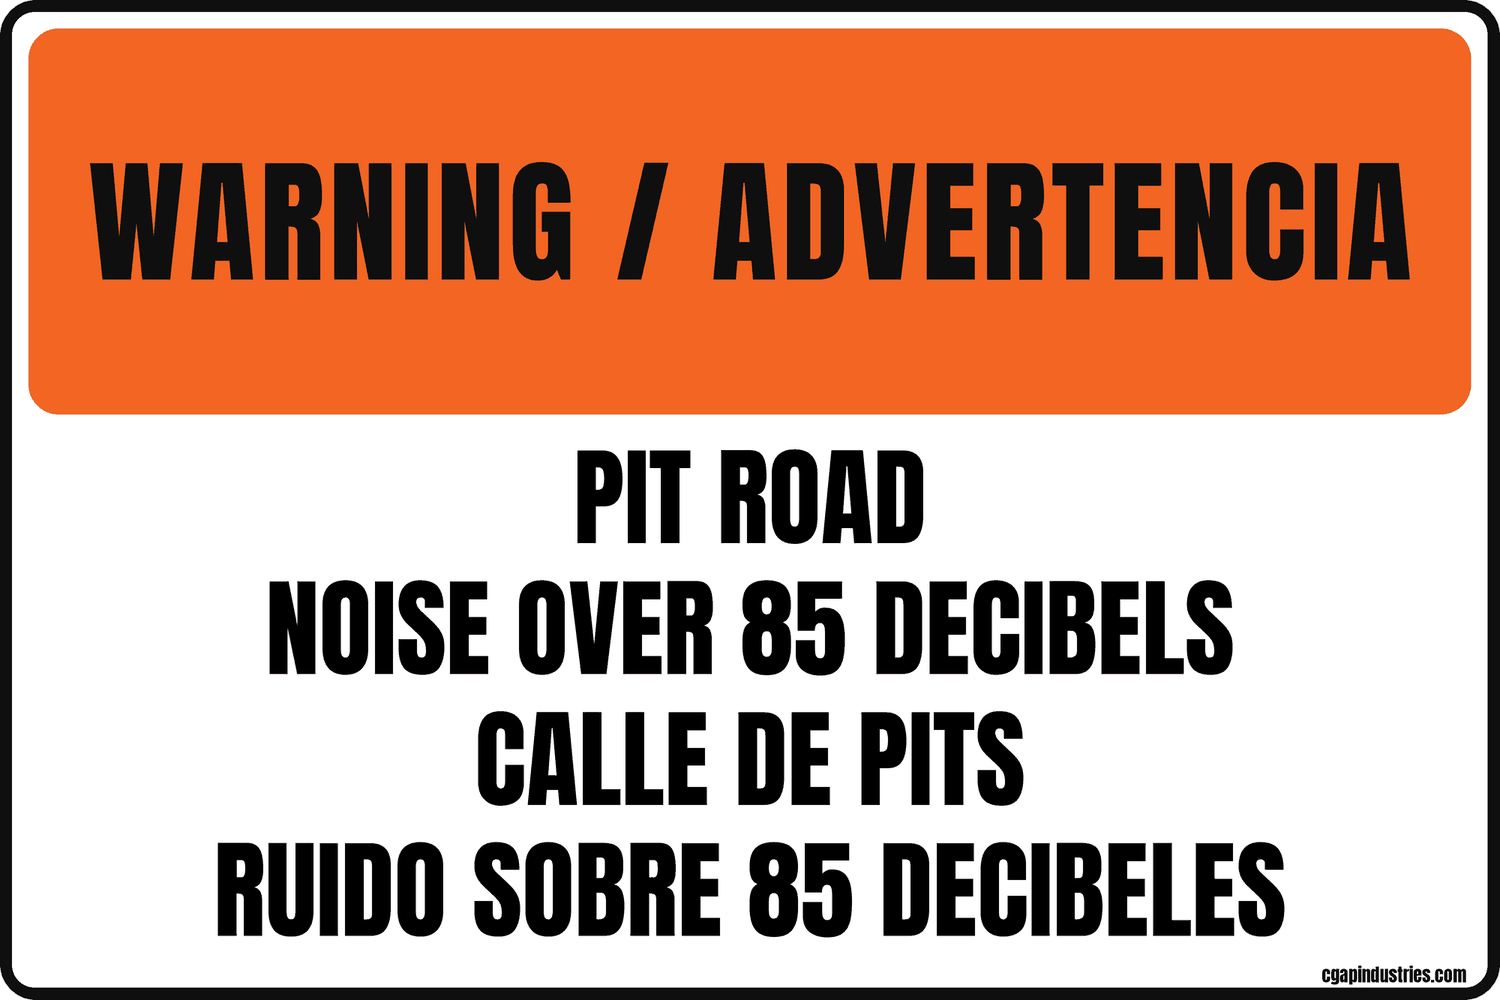 WARNING / ADVERTENCIA
PIT ROAD
NOISE OVER 85 DECIBELS
CALLE DE PITS
RUIDO SOBRE 85 DECIBELES
cgapindustries.com